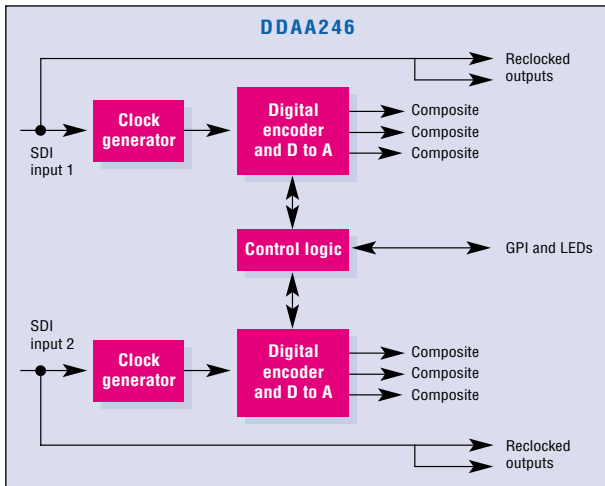 DDAA246
Reclocked
outputs
Clock
generator
Digital
encoder
and D to A
Composite
Composite
Composite
SDI
input 1
Control logic
GPI and LEDs
SDI
input 2
Clock
generator
Digital
encoder
and D to A
Composite
Composite
Composite
Reclocked
outputs